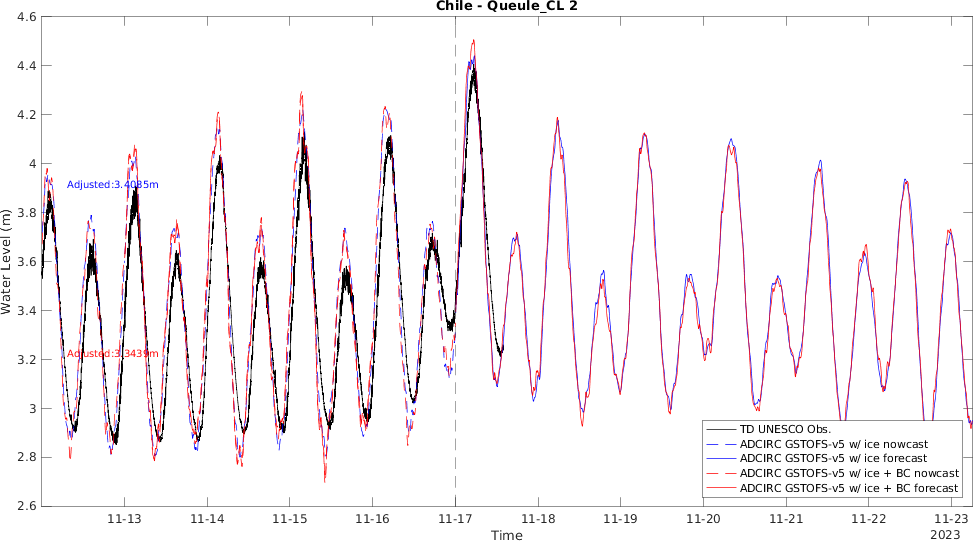 Chile - Queule_CL 2
4.6
4.4
4.2
4
3.8
3.6
3.4
3.2
3
2.8
2.6
Water Level (m)
Adjusted:3.4035m
Adjusted:3.3439m
TD UNESCO Obs.
ADCIRC GSTOFS-v5 w/ ice nowcast
ADCIRC GSTOFS-v5 w/ ice forecast
ADCIRC GSTOFS-v5 w/ ice + BC nowcast
ADCIRC GSTOFS-v5 w/ ice + BC forecast
11-13 11-14 11-15 11-16 11-17 11-18 11-19 11-20 11-21 11-22 11-23
Time
2023